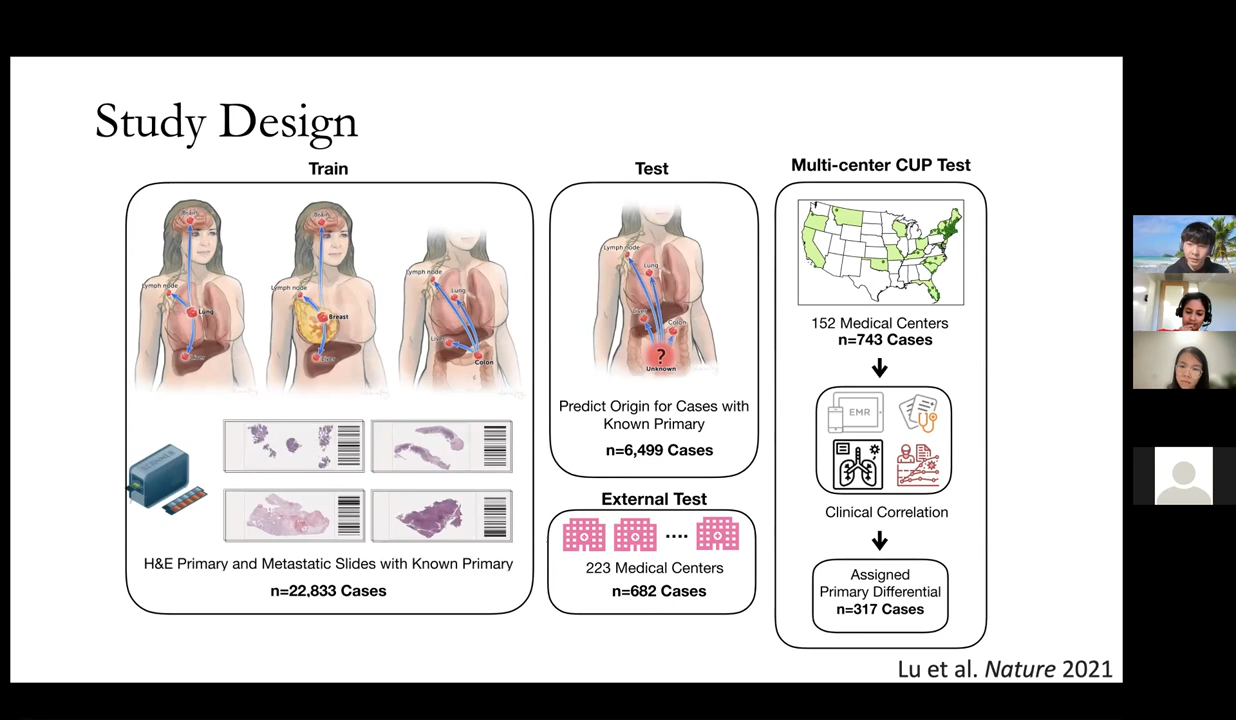 Study Design
Train
Brain
Lymph node
Lung
Liver
Brain
Lymph node
Breast
Liver
Lymph node
Lung
Liver
Colon
SCANNER
H&E Primary and Metastatic Slides with Known Primary
n=22,833 Cases
Test
Lymph node
Lung
Liver
Colon
?
Unknown
Predict Origin for Cases with
Known Primary
n=6,499 Cases
External Test
....
223 Medical Centers
n=682 Cases
Multi-center CUP Test
152 Medical Centers
n=743 Cases
EMR
Clinical Correlation
Assigned
Primary Differential
n=317 Cases
Lu et al. Nature 2021